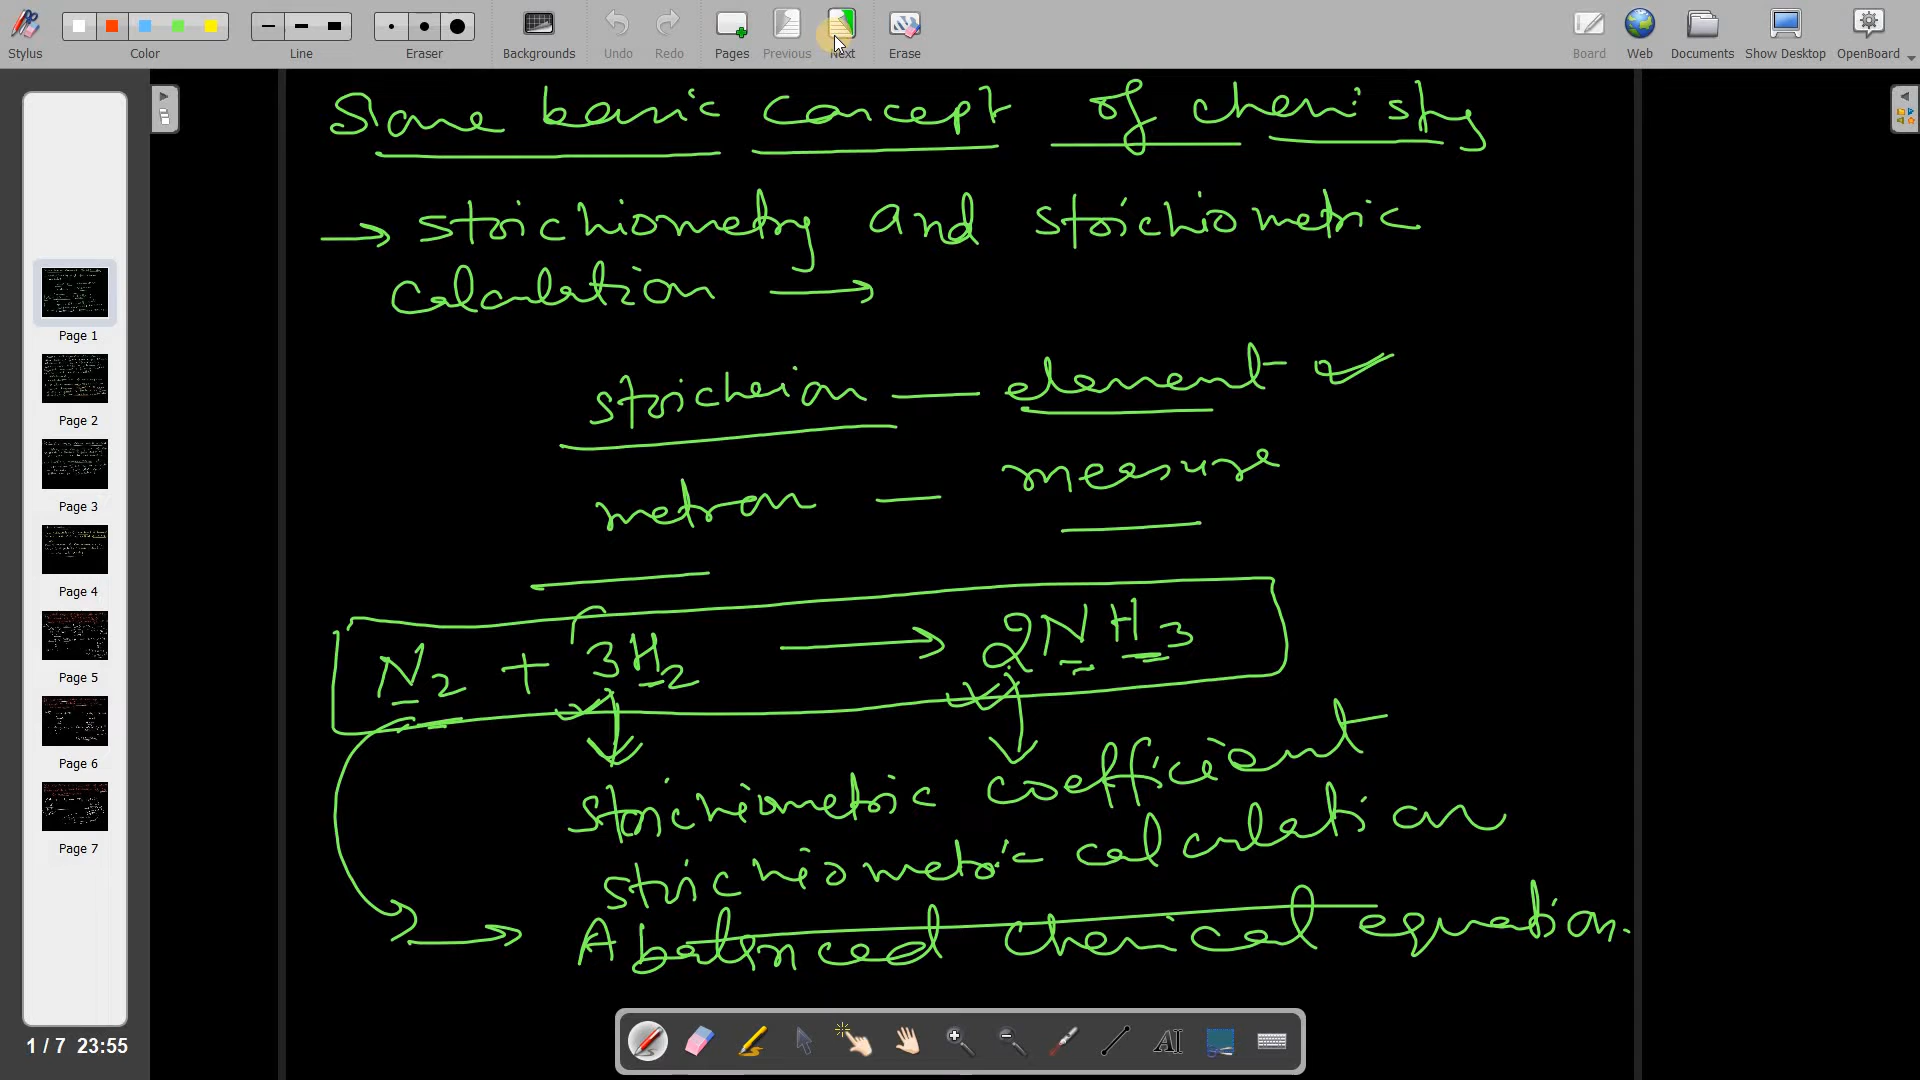 Stylus Color Line Eraser Backgrounds Undo Redo Pages Previous Next Erase Board Web Documents Show Desktop OpenBoard
Some basic concept of chemistry
→ stoichiometry and stoichiometric
calculation →
stoicheion — element
metron — measure
N2 + 3H2 → 2NH3
stoichiometric coefficient
stoichiometric calculation
A balanced chemical equation.
Page 1
Page 2
Page 3
Page 4
Page 5
Page 6
Page 7
1 / 7 23:55